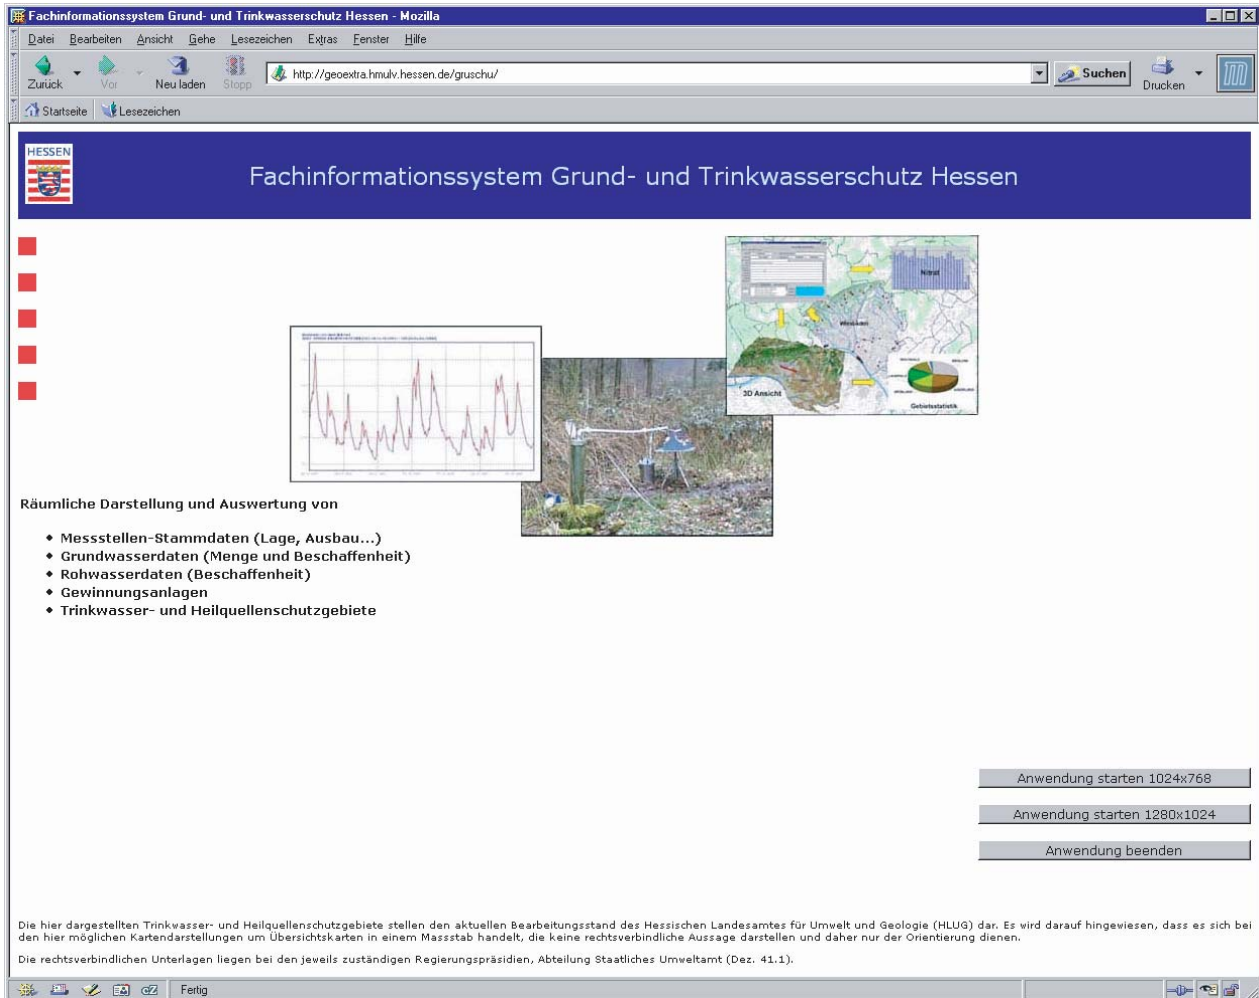 Fachinformationssystem Grund- und Trinkwasserschutz Hessen - Mozilla
Datei Bearbeiten Ansicht Gehe Lesezeichen Extras Fenster Hilfe
Zurück Vor Neu laden Stopp http://geoextra.hmulv.hessen.de/gruschu/ Suchen Drucken
Startseite Lesezeichen
HESSEN
Fachinformationssystem Grund- und Trinkwasserschutz Hessen
Nitrat
Wiesbaden
3D Ansicht
Gebietsstatistik
Räumliche Darstellung und Auswertung von
Messstellen-Stammdaten (Lage, Ausbau...)
Grundwasserdaten (Menge und Beschaffenheit)
Rohwasserdaten (Beschaffenheit)
Gewinnungsanlagen
Trinkwasser- und Heilquellenschutzgebiete
Anwendung starten 1024x768
Anwendung starten 1280x1024
Anwendung beenden
Die hier dargestellten Trinkwasser- und Heilquellenschutzgebiete stellen den aktuellen Bearbeitungsstand des Hessischen Landesamtes für Umwelt und Geologie (HLUG) dar. Es wird darauf hingewiesen, dass es sich bei
den hier möglichen Kartendarstellungen um Übersichtskarten in einem Massstab handelt, die keine rechtsverbindliche Aussage darstellen und daher nur der Orientierung dienen.
Die rechtsverbindlichen Unterlagen liegen bei den jeweils zuständigen Regierungspräsidien, Abteilung Staatliches Umweltamt (Dez. 41.1).
Fertig